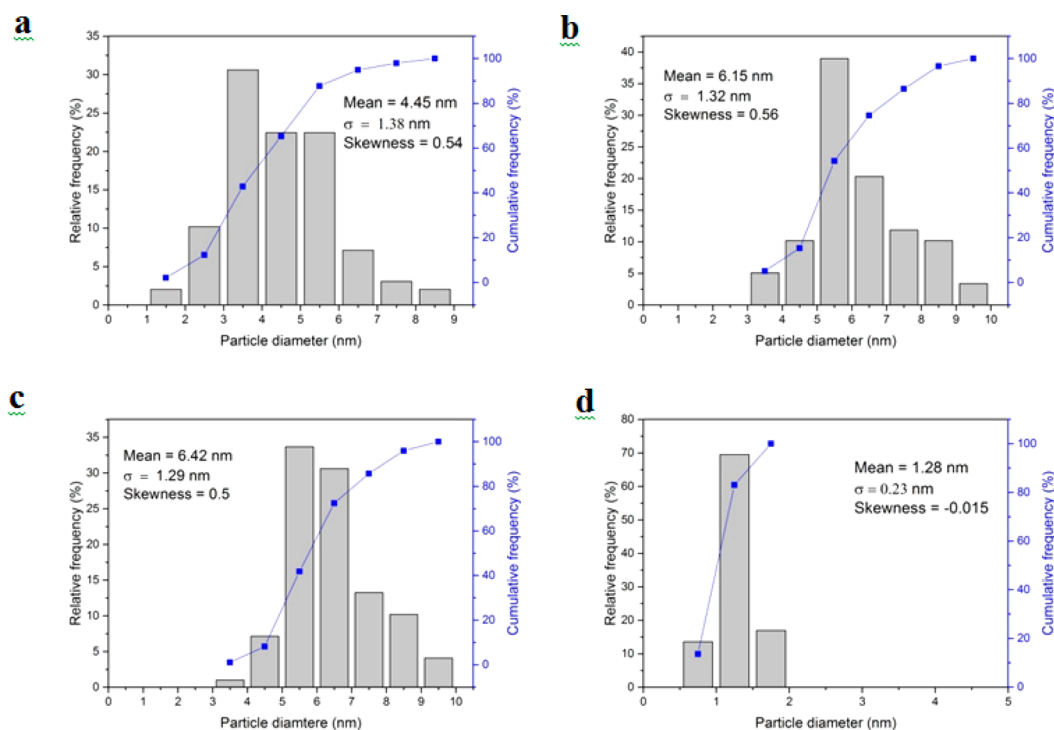 a
35
30
25
20
15
10
5
0
Relative frequency (%)
Mean = 4.45 nm
σ = 1.38 nm
Skewness = 0.54
100
80
60
40
20
0
Cumulative frequency (%)
0 1 2 3 4 5 6 7 8 9
Particle diameter (nm)
b
40
35
30
25
20
15
10
5
0
Relative frequency (%)
Mean = 6.15 nm
σ = 1.32 nm
Skewness = 0.56
100
80
60
40
20
0
Cumulative frequency (%)
0 1 2 3 4 5 6 7 8 9 10
Particle diameter (nm)
c
35
30
25
20
15
10
5
0
Relative frequency (%)
Mean = 6.42 nm
σ = 1.29 nm
Skewness = 0.5
100
80
60
40
20
0
Cumulative frequency (%)
0 1 2 3 4 5 6 7 8 9 10
Particle diamtere (nm)
d
80
70
60
50
40
30
20
10
0
Relative frequency (%)
Mean = 1.28 nm
σ = 0.23 nm
Skewness = -0.015
100
80
60
40
20
0
Cumulative frequency (%)
0 1 2 3 4 5
Particle diameter (nm)